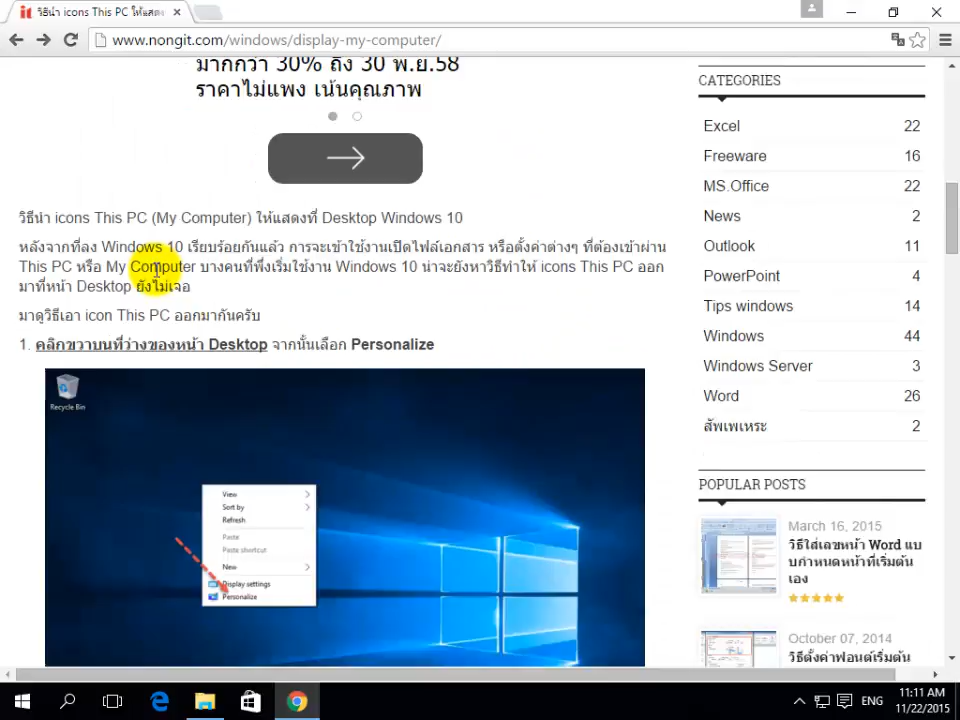 วิธีนำ icons This PC ให้แสดง
www.nongit.com/windows/display-my-computer/
มากกว่า 30% ถึง 30 พ.ย.58
ราคาไม่แพง เน้นคุณภาพ
วิธีนำ icons This PC (My Computer) ให้แสดงที่ Desktop Windows 10
หลังจากที่ลง Windows 10 เรียบร้อยกันแล้ว การจะเข้าใช้งานเปิดไฟล์เอกสาร หรือตั้งค่าต่างๆ ที่ต้องเข้าผ่าน
This PC หรือ My Computer บางคนที่พึ่งเริ่มใช้งาน Windows 10 น่าจะยังหาวิธีทำให้ icons This PC ออก
มาที่หน้า Desktop ยังไม่เจอ
มาดูวิธีเอา icon This PC ออกมากันครับ
1. คลิกขวาบนที่ว่างของหน้า Desktop จากนั้นเลือก Personalize
Recycle Bin
View
Sort by
Refresh
Paste
Paste shortcut
New
Display settings
Personalize
CATEGORIES
Excel 22
Freeware 16
MS.Office 22
News 2
Outlook 11
PowerPoint 4
Tips windows 14
Windows 44
Windows Server 3
Word 26
สัพเพเหระ 2
POPULAR POSTS
March 16, 2015
วิธีใส่เลขหน้า Word แบ
บกำหนดหน้าที่เริ่มต้น
เอง
October 07, 2014
วิธีตั้งค่าฟอนต์เริ่มต้น
ENG
11:11 AM
11/22/2015